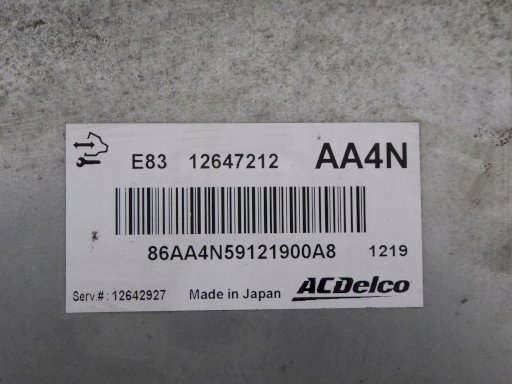 E83 12647212 AA4N
86AA4N59121900A8 1219
Serv.#: 12642927 Made in Japan ACDelco